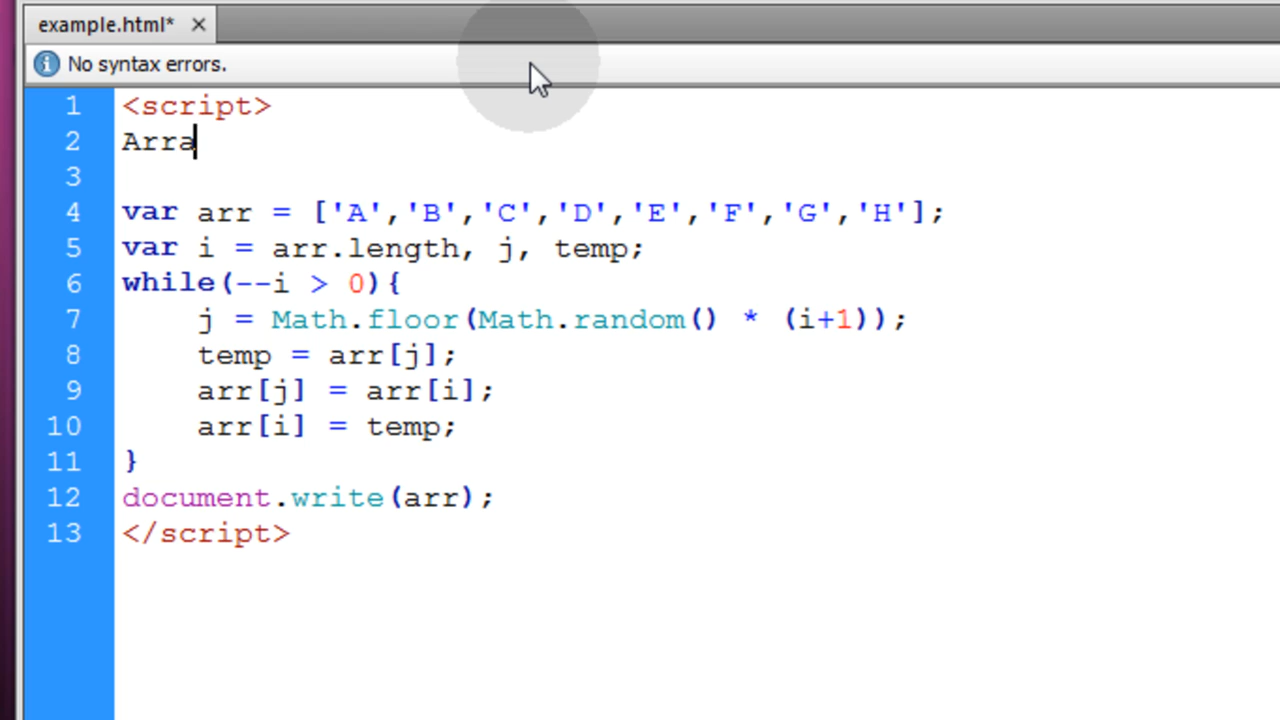 example.html*
No syntax errors.
1 <script>
2 Arra
3
4 var arr = ['A','B','C','D','E','F','G','H'];
5 var i = arr.length, j, temp;
6 while(--i > 0){
7     j = Math.floor(Math.random() * (i+1));
8     temp = arr[j];
9     arr[j] = arr[i];
10     arr[i] = temp;
11 }
12 document.write(arr);
13 </script>